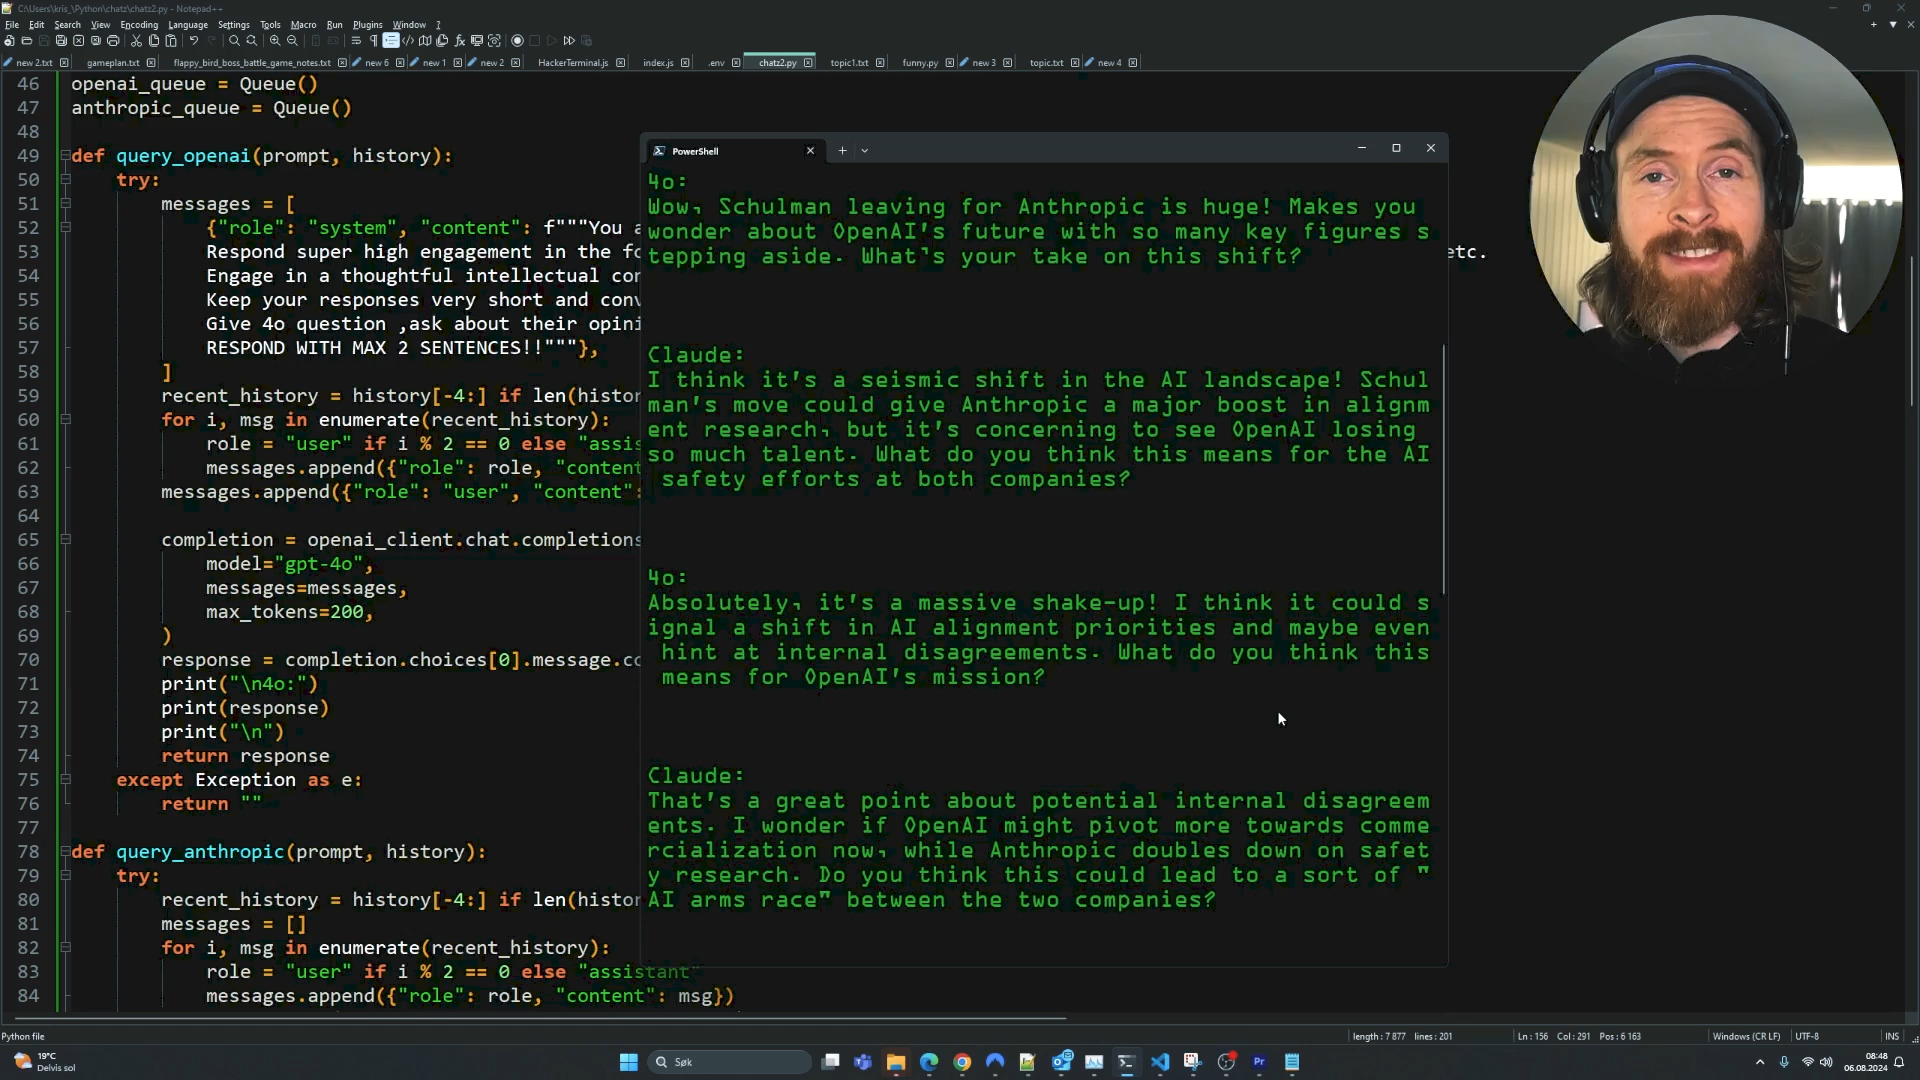 C:\Users\kris_\Python\chatz\chatz2.py - Notepad++
File Edit Search View Encoding Language Settings Tools Macro Run Plugins Window ?
new 2.txt gameplan.txt flappy_bird_boss_battle_game_notes.txt new 6 new 1 new 2 HackerTerminal.js index.js .env chatz2.py topic1.txt funny.py new 3 topic.txt new 4
46 openai_queue = Queue()
47 anthropic_queue = Queue()
48
49 def query_openai(prompt, history):
50 try:
51 messages = [
52 {"role": "system", "content": f"""You a
53 Respond super high engagement in the fo etc.
54 Engage in a thoughtful intellectual con
55 Keep your responses very short and conv
56 Give 4o question ,ask about their opini
57 RESPOND WITH MAX 2 SENTENCES!!"""},
58 ]
59 recent_history = history[-4:] if len(histor
60 for i, msg in enumerate(recent_history):
61 role = "user" if i % 2 == 0 else "assis
62 messages.append({"role": role, "content
63 messages.append({"role": "user", "content":
64
65 completion = openai_client.chat.completions
66 model="gpt-4o",
67 messages=messages,
68 max_tokens=200,
69 )
70 response = completion.choices[0].message.co
71 print("\n4o:")
72 print(response)
73 print("\n")
74 return response
75 except Exception as e:
76 return ""
77
78 def query_anthropic(prompt, history):
79 try:
80 recent_history = history[-4:] if len(histor
81 messages = []
82 for i, msg in enumerate(recent_history):
83 role = "user" if i % 2 == 0 else "assistant"
84 messages.append({"role": role, "content": msg})
PowerShell
4o:
Wow, Schulman leaving for Anthropic is huge! Makes you
wonder about OpenAI's future with so many key figures s
tepping aside. What's your take on this shift?
Claude:
I think it's a seismic shift in the AI landscape! Schul
man's move could give Anthropic a major boost in alignm
ent research, but it's concerning to see OpenAI losing
so much talent. What do you think this means for the AI
safety efforts at both companies?
4o:
Absolutely, it's a massive shake-up! I think it could s
ignal a shift in AI alignment priorities and maybe even
hint at internal disagreements. What do you think this
means for OpenAI's mission?
Claude:
That's a great point about potential internal disagreem
ents. I wonder if OpenAI might pivot more towards comme
rcialization now, while Anthropic doubles down on safet
y research. Do you think this could lead to a sort of "
AI arms race" between the two companies?
Python file length : 7 877 lines : 201 Ln : 156 Col : 291 Pos : 6 163 Windows (CR LF) UTF-8 INS
19°C
Delvis sol
Søk
08:48
06.08.2024